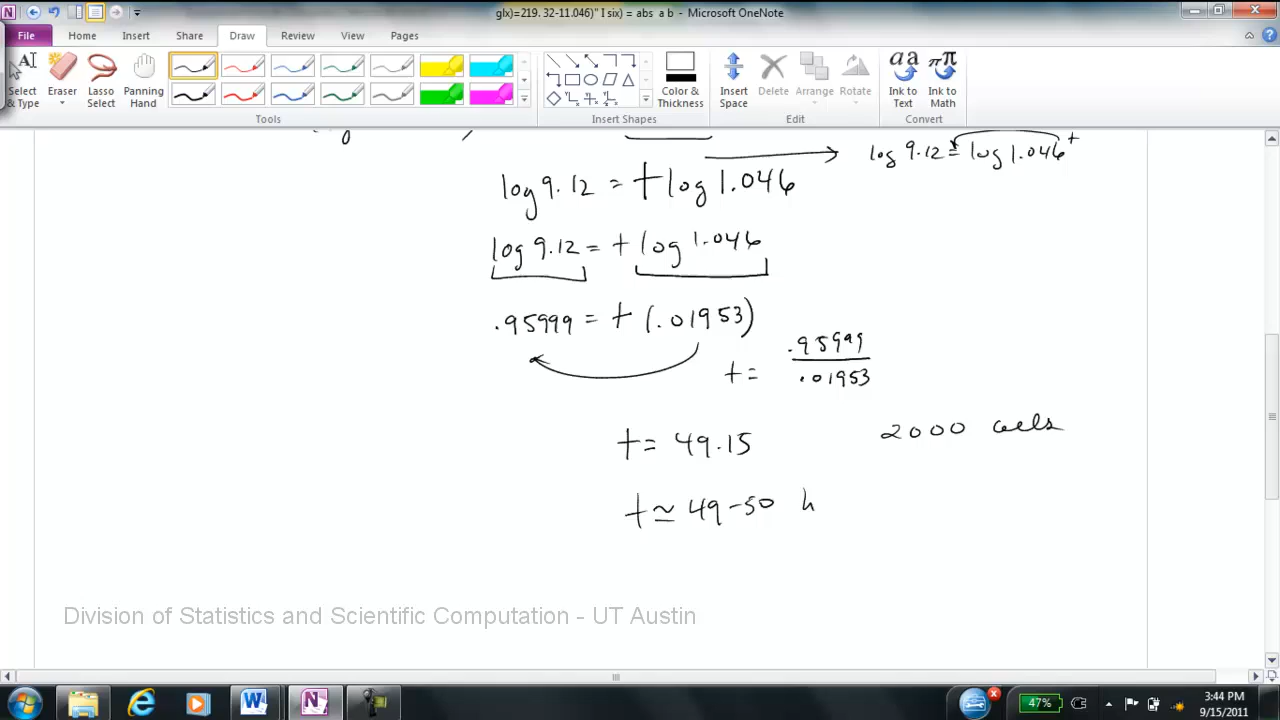 g(x)=219. 32-11.046)" I six) = abs a b - Microsoft OneNote
File Home Insert Share Draw Review View Pages
Select & Type
Eraser
Lasso Select
Panning Hand
Color & Thickness
Insert Space
Delete
Arrange
Rotate
Ink to Text
Ink to Math
Tools
Insert Shapes
Edit
Convert
log 9.12 = log 1.046^t
log 9.12 = t log 1.046
log 9.12 = t log 1.046
.95999 = t (.01953)
t = .95999 / .01953
t = 49.15
2000 cells
t ≃ 49-50 h
Division of Statistics and Scientific Computation - UT Austin
47%
3:44 PM
9/15/2011